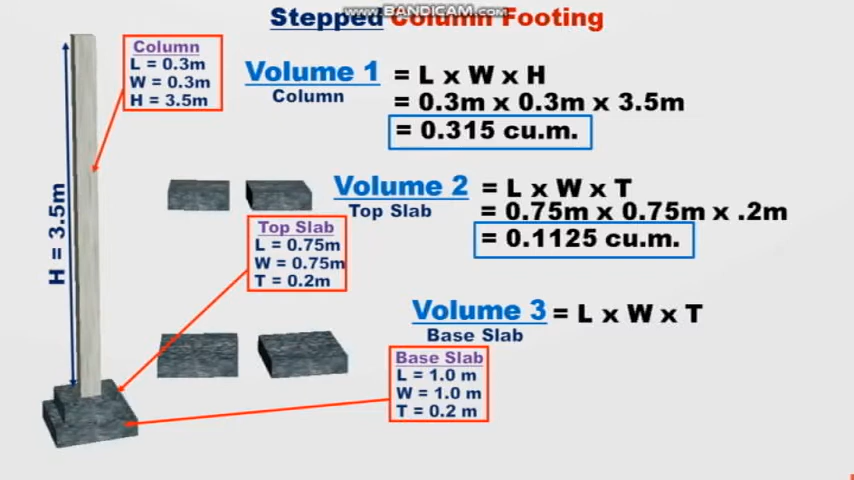 www.BANDICAM.com
Stepped Column Footing
Column
L = 0.3m
W = 0.3m
H = 3.5m
Volume 1 = L x W x H
Column
= 0.3m x 0.3m x 3.5m
= 0.315 cu.m.
H = 3.5m
Volume 2 = L x W x T
Top Slab
= 0.75m x 0.75m x .2m
= 0.1125 cu.m.
Top Slab
L = 0.75m
W = 0.75m
T = 0.2m
Volume 3 = L x W x T
Base Slab
Base Slab
L = 1.0 m
W = 1.0 m
T = 0.2 m